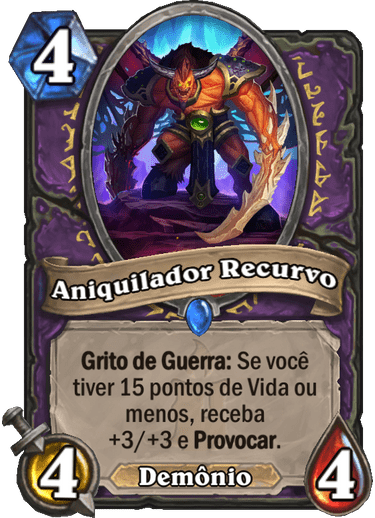 4
Aniquilador Recurvo
Grito de Guerra: Se você
tiver 15 pontos de Vida ou
menos, receba
+3/+3 e Provocar.
4
Demônio
4